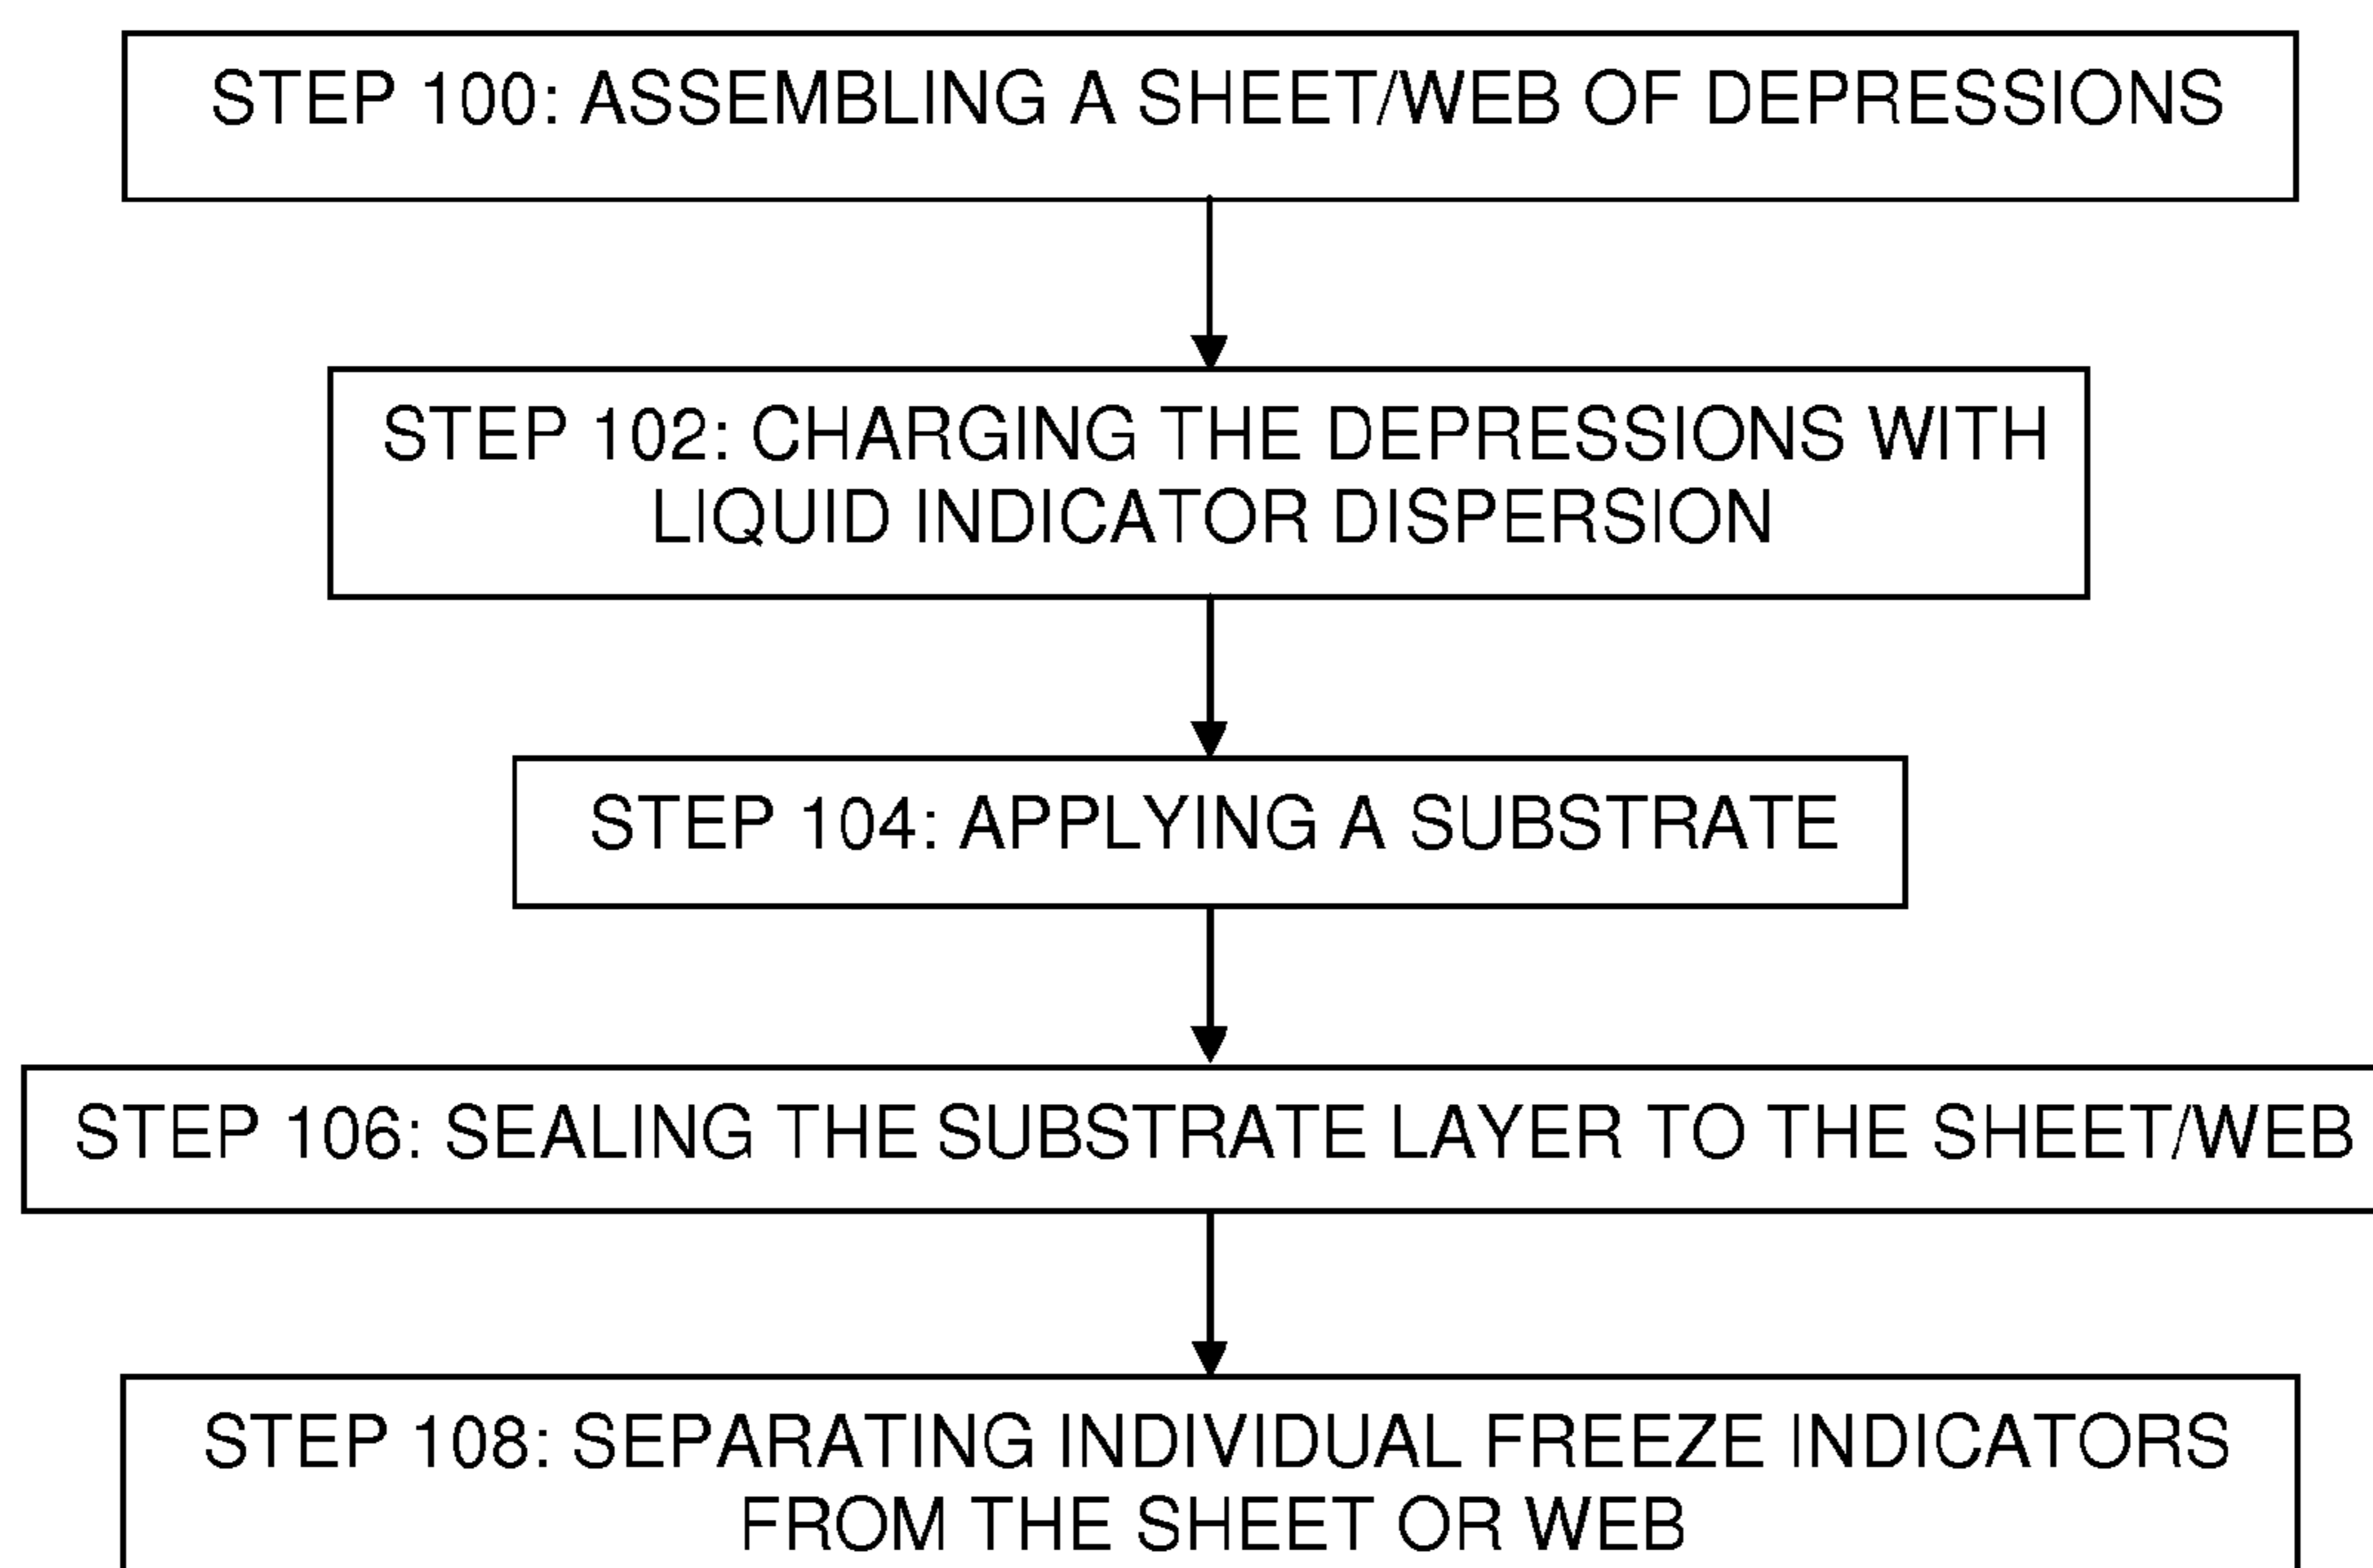 STEP 100: ASSEMBLING A SHEET/WEB OF DEPRESSIONS
STEP 102: CHARGING THE DEPRESSIONS WITH
LIQUID INDICATOR DISPERSION
STEP 104: APPLYING A SUBSTRATE
STEP 106: SEALING THE SUBSTRATE LAYER TO THE SHEET/WEB
STEP 108: SEPARATING INDIVIDUAL FREEZE INDICATORS
FROM THE SHEET OR WEB